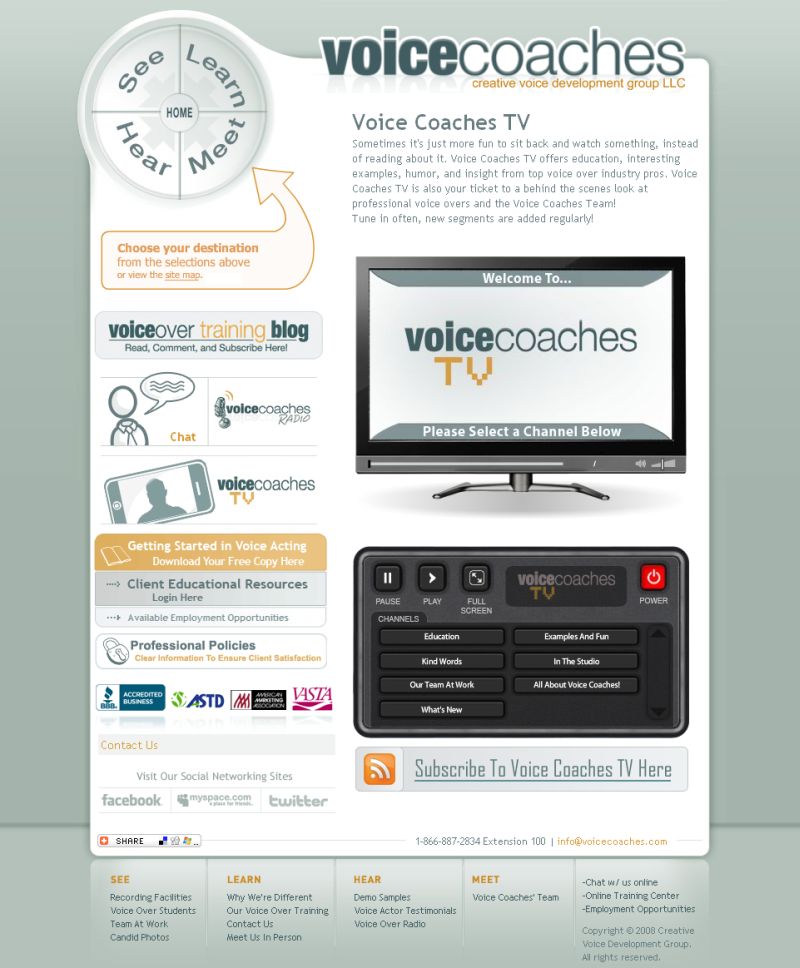 See
Learn
HOME
Hear
Meet
voicecoaches
creative voice development group LLC
Choose your destination
from the selections above
or view the site map.
voiceover training blog
Read, Comment, and Subscribe Here!
Chat
voicecoaches
RADIO
voicecoaches
TV
Getting Started in Voice Acting
Download Your Free Copy Here
Client Educational Resources
Login Here
Available Employment Opportunities
Professional Policies
Clear Information To Ensure Client Satisfaction
BBB
ACCREDITED
BUSINESS
ASTD
AMERICAN
MARKETING
ASSOCIATION
VASTA
Contact Us
Visit Our Social Networking Sites
facebook
myspace.com
a place for friends
twitter
Voice Coaches TV
Sometimes it's just more fun to sit back and watch something, instead
of reading about it. Voice Coaches TV offers education, interesting
examples, humor, and insight from top voice over industry pros. Voice
Coaches TV is also your ticket to a behind the scenes look at
professional voice overs and the Voice Coaches Team!
Tune in often, new segments are added regularly!
Welcome To...
voicecoaches
TV
Please Select a Channel Below
/
PAUSE
PLAY
FULL
SCREEN
voicecoaches
TV
POWER
CHANNELS
Education
Examples And Fun
Kind Words
In The Studio
Our Team At Work
All About Voice Coaches!
What's New
Subscribe To Voice Coaches TV Here
SHARE
1-866-887-2834 Extension 100 | info@voicecoaches.com
SEE
Recording Facilities
Voice Over Students
Team At Work
Candid Photos
LEARN
Why We're Different
Our Voice Over Training
Contact Us
Meet Us In Person
HEAR
Demo Samples
Voice Actor Testimonials
Voice Over Radio
MEET
Voice Coaches' Team
-Chat w/ us online
-Online Training Center
-Employment Opportunities
Copyright © 2008 Creative
Voice Development Group.
All rights reserved.